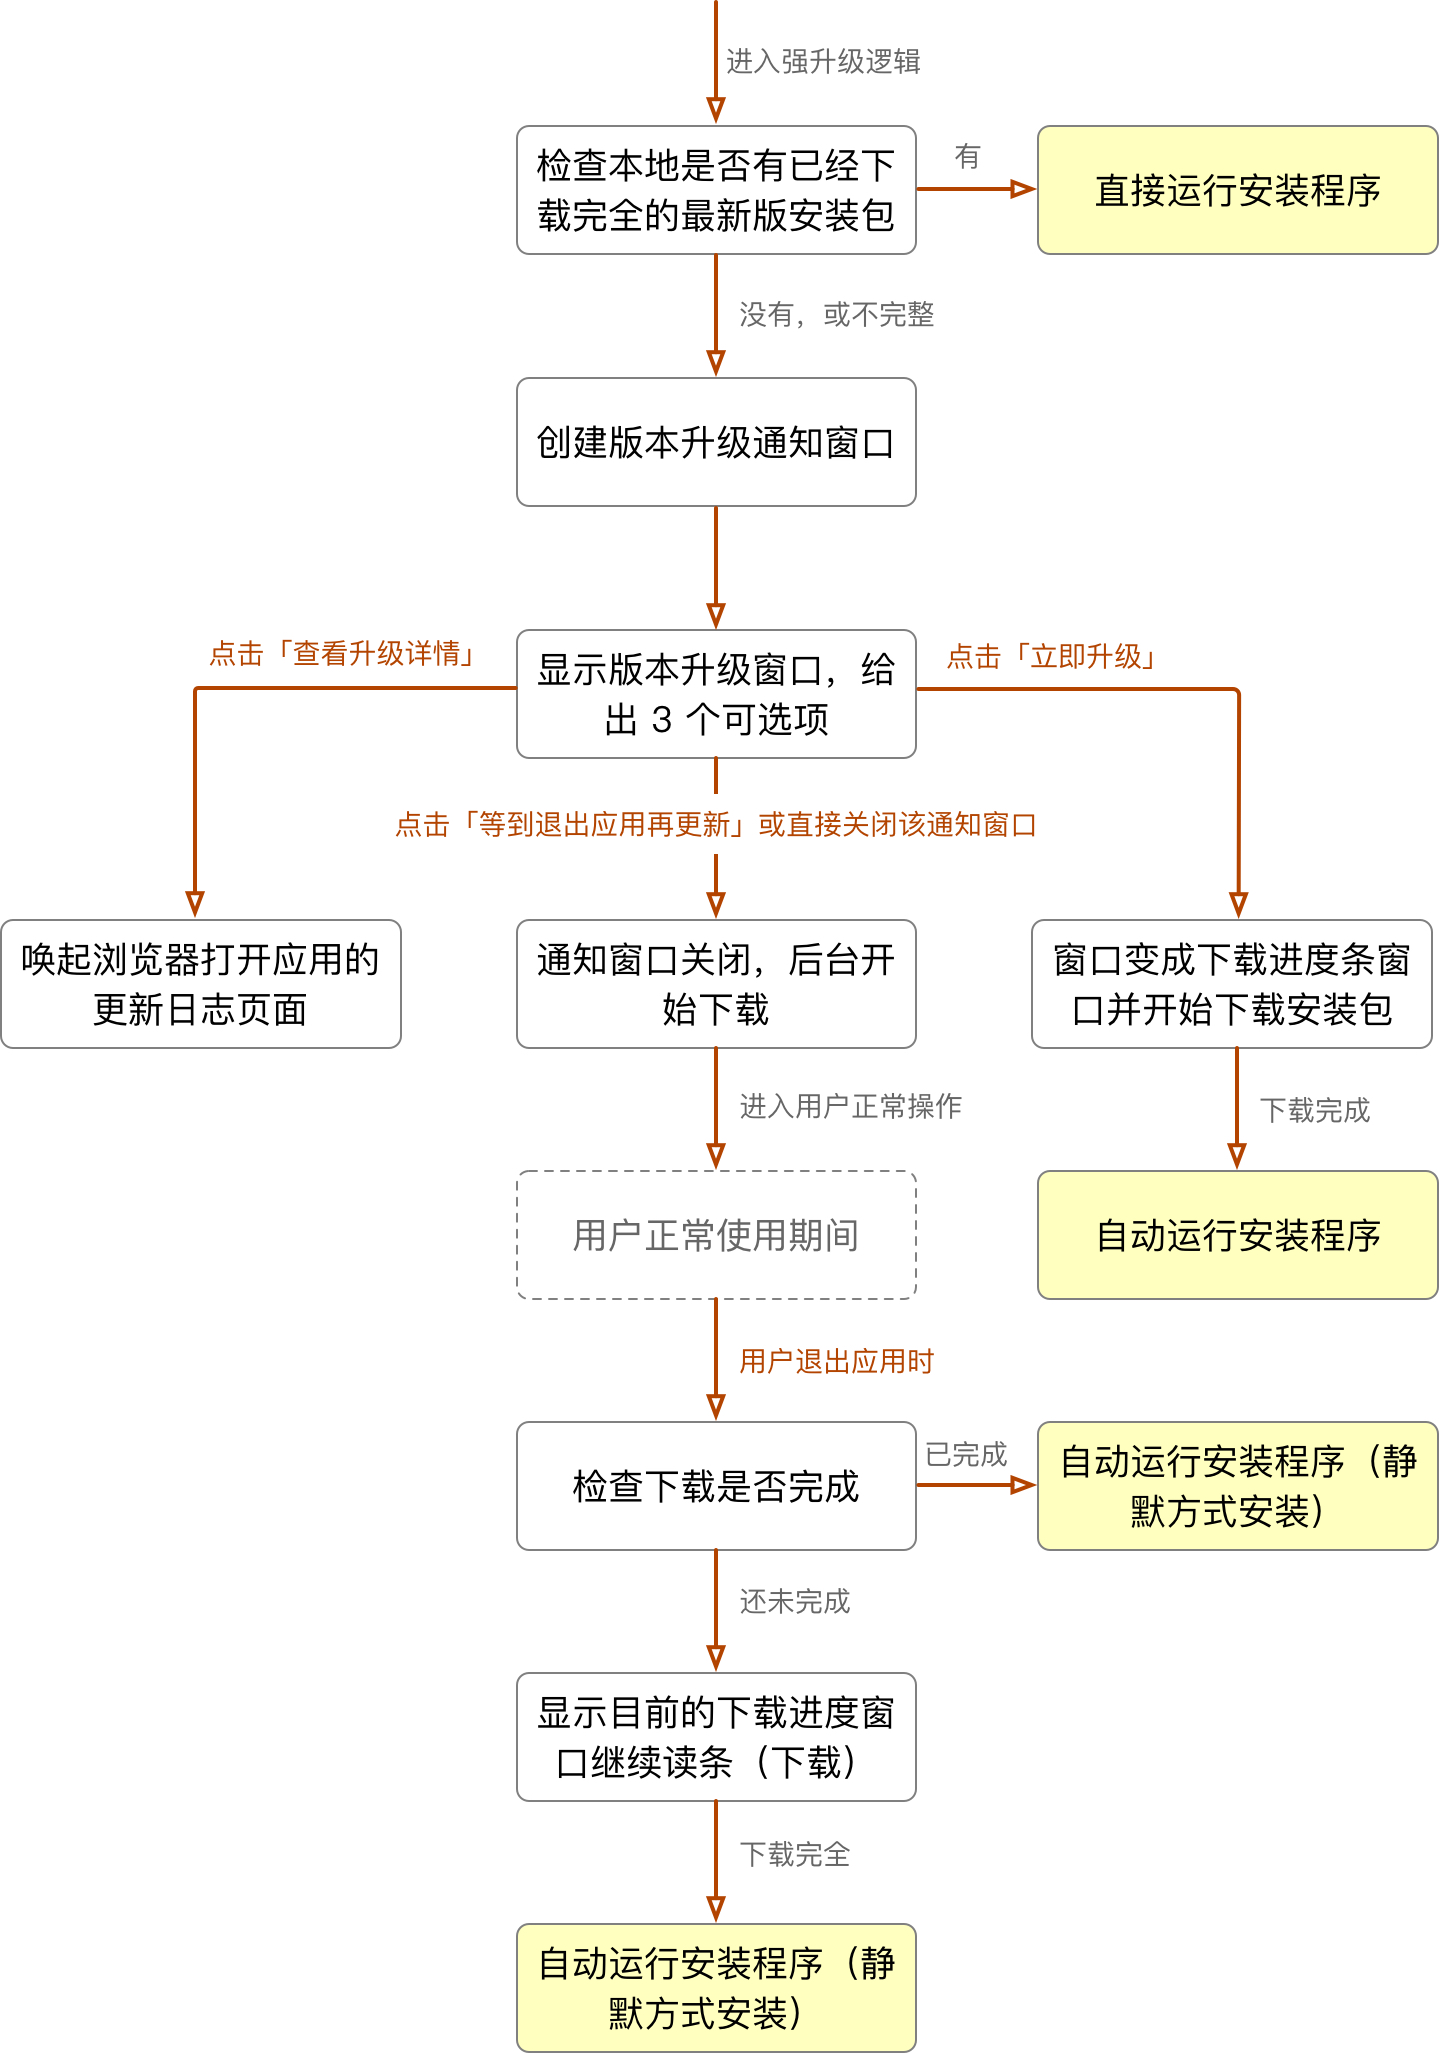 进入强升级逻辑
检查本地是否有已经下
载完全的最新版安装包
有
直接运行安装程序
没有，或不完整
创建版本升级通知窗口
点击「查看升级详情」
显示版本升级窗口，给
出 3 个可选项
点击「立即升级」
点击「等到退出应用再更新」或直接关闭该通知窗口
唤起浏览器打开应用的
更新日志页面
通知窗口关闭，后台开
始下载
窗口变成下载进度条窗
口并开始下载安装包
进入用户正常操作
下载完成
用户正常使用期间
自动运行安装程序
用户退出应用时
检查下载是否完成
已完成
自动运行安装程序（静
默方式安装）
还未完成
显示目前的下载进度窗
口继续读条（下载）
下载完全
自动运行安装程序（静
默方式安装）